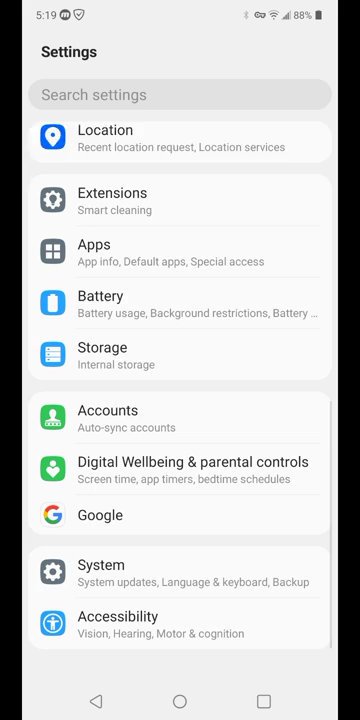 5:19
88%
Settings
Search settings
Location
Recent location request, Location services
Extensions
Smart cleaning
Apps
App info, Default apps, Special access
Battery
Battery usage, Background restrictions, Battery ...
Storage
Internal storage
Accounts
Auto-sync accounts
Digital Wellbeing & parental controls
Screen time, app timers, bedtime schedules
Google
System
System updates, Language & keyboard, Backup
Accessibility
Vision, Hearing, Motor & cognition